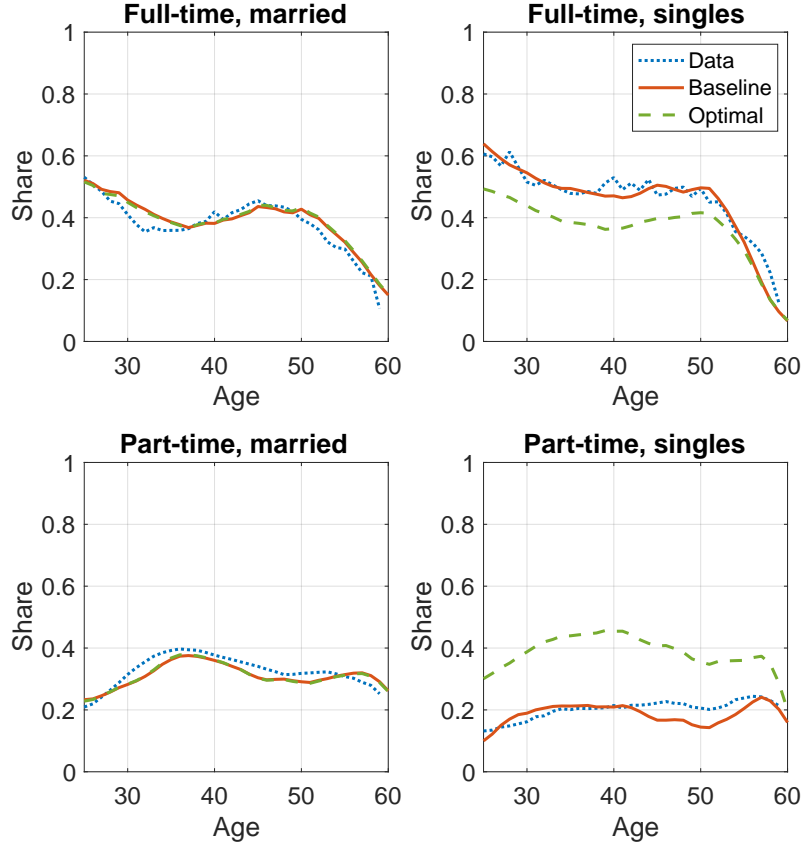 Full-time, married
1
0.8
0.6
0.4
0.2
0
Share
30 40 50 60
Age
Full-time, singles
1
0.8
0.6
0.4
0.2
0
Share
Data
Baseline
Optimal
30 40 50 60
Age
Part-time, married
1
0.8
0.6
0.4
0.2
0
Share
30 40 50 60
Age
Part-time, singles
1
0.8
0.6
0.4
0.2
0
Share
30 40 50 60
Age